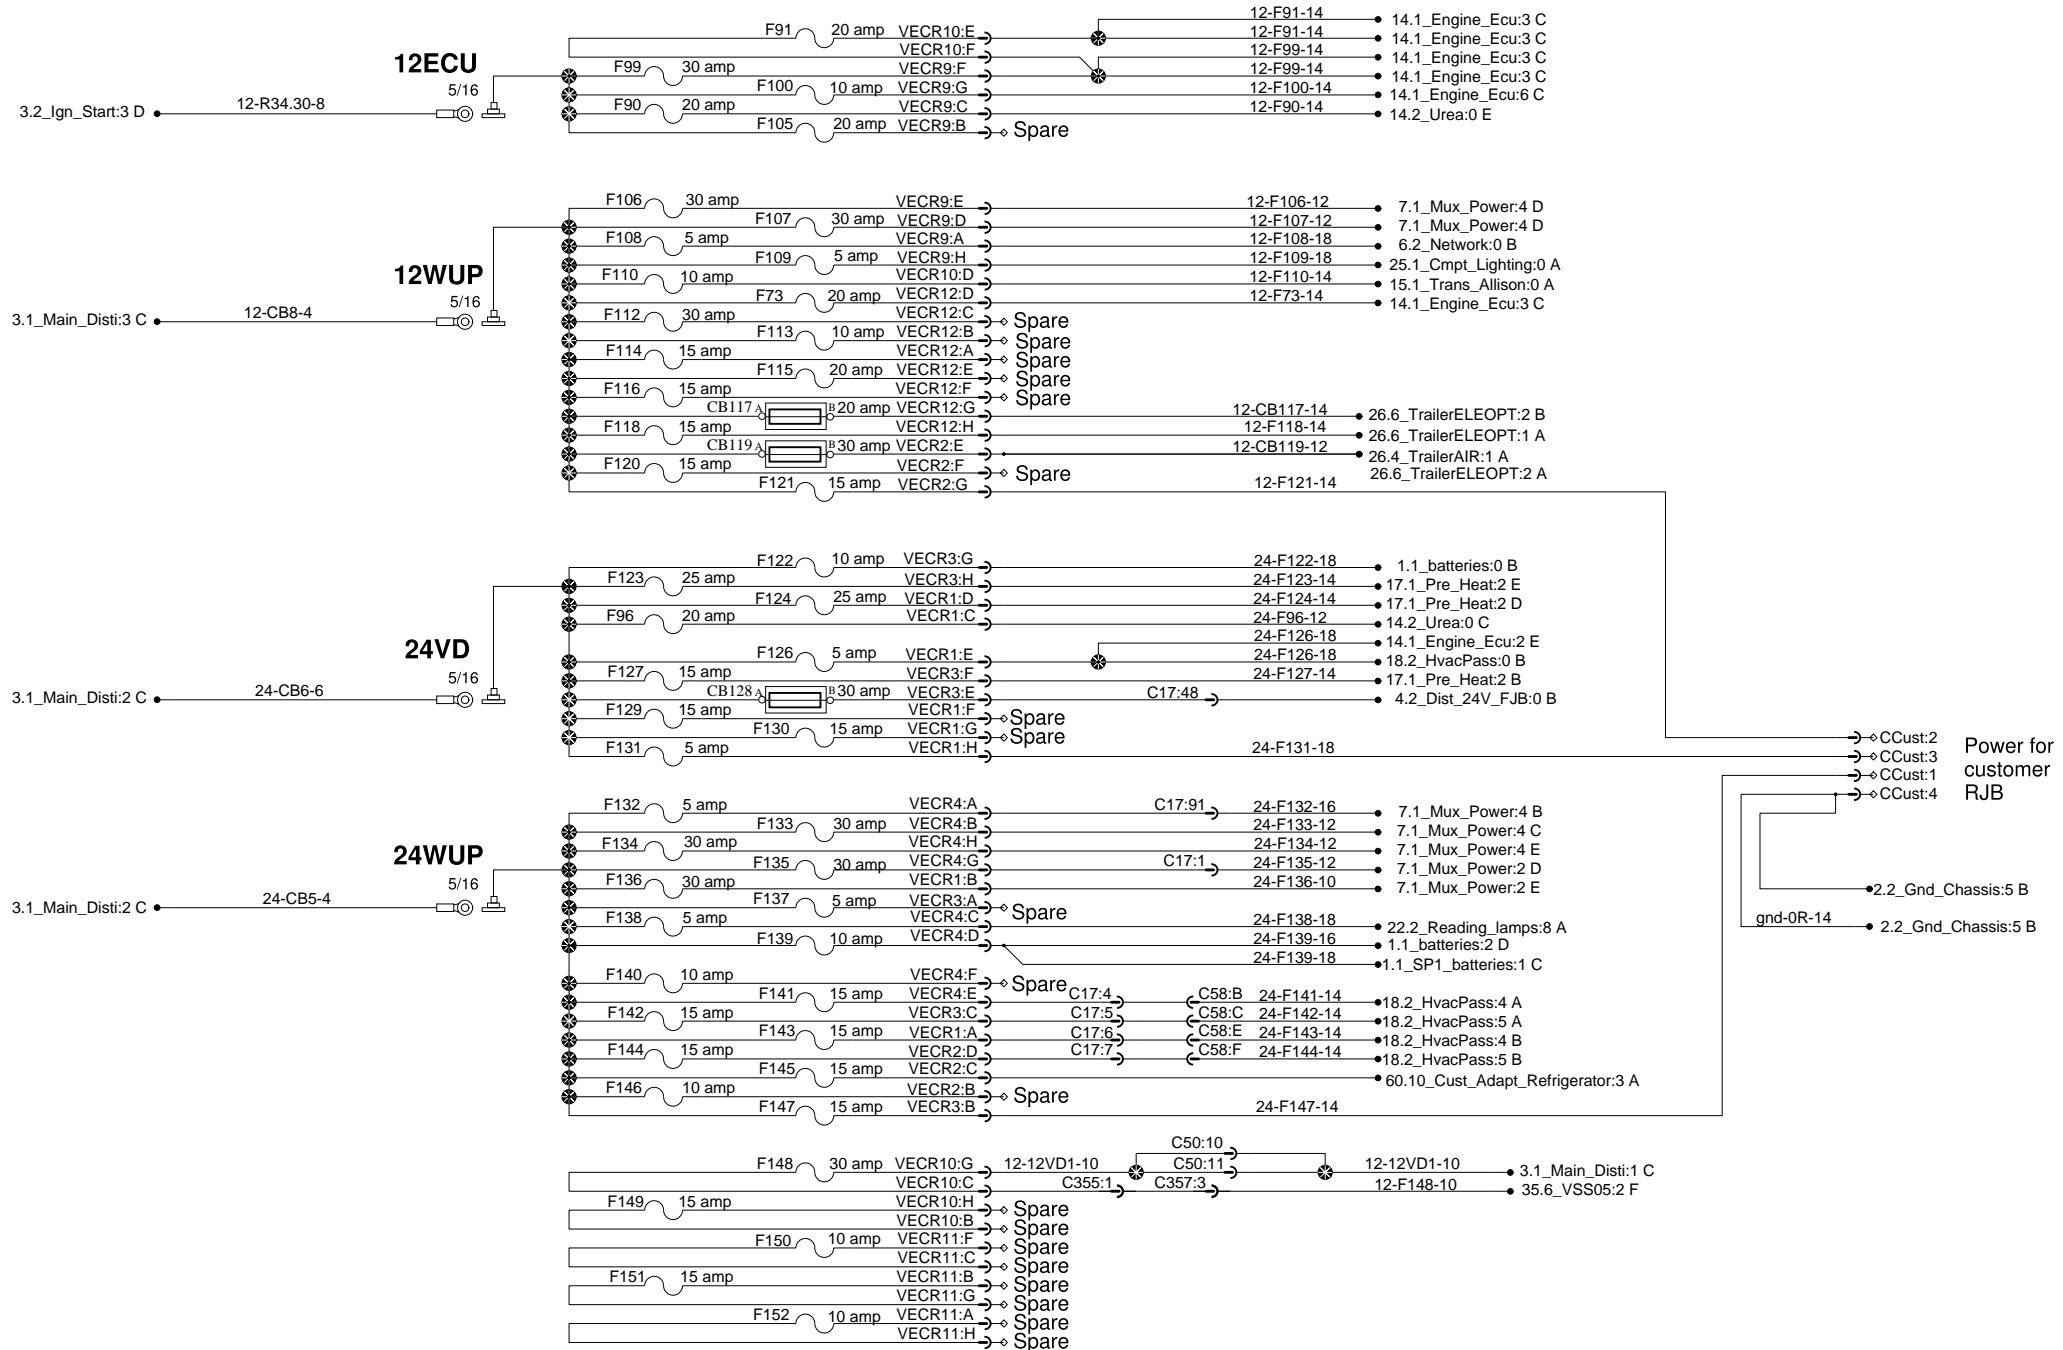 12-F91-14 14.1_Engine_Ecu:3 C
F91 20 amp VECR10:E 12-F91-14 14.1_Engine_Ecu:3 C
VECR10:F 12-F99-14 14.1_Engine_Ecu:3 C
12ECU F99 30 amp VECR9:F 12-F99-14 14.1_Engine_Ecu:3 C
5/16 F100 10 amp VECR9:G 12-F100-14 14.1_Engine_Ecu:6 C
3.2_Ign_Start:3 D 12-R34.30-8 F90 20 amp VECR9:C 12-F90-14 14.2_Urea:0 E
F105 20 amp VECR9:B Spare
F106 30 amp VECR9:E 12-F106-12 7.1_Mux_Power:4 D
F107 30 amp VECR9:D 12-F107-12 7.1_Mux_Power:4 D
F108 5 amp VECR9:A 12-F108-18 6.2_Network:0 B
F109 5 amp VECR9:H 12-F109-18 25.1_Cmpt_Lighting:0 A
12WUP F110 10 amp VECR10:D 12-F110-14 15.1_Trans_Allison:0 A
5/16 F73 20 amp VECR12:D 12-F73-14 14.1_Engine_Ecu:3 C
3.1_Main_Disti:3 C 12-CB8-4 F112 30 amp VECR12:C Spare
F113 10 amp VECR12:B Spare
F114 15 amp VECR12:A Spare
F115 20 amp VECR12:E Spare
F116 15 amp VECR12:F Spare
CB117 A B 20 amp VECR12:G 12-CB117-14 26.6_TrailerELEOPT:2 B
F118 15 amp VECR12:H 12-F118-14 26.6_TrailerELEOPT:1 A
CB119 A B 30 amp VECR2:E 12-CB119-12 26.4_TrailerAIR:1 A
F120 15 amp VECR2:F Spare 26.6_TrailerELEOPT:2 A
F121 15 amp VECR2:G 12-F121-14
F122 10 amp VECR3:G 24-F122-18 1.1_batteries:0 B
F123 25 amp VECR3:H 24-F123-14 17.1_Pre_Heat:2 E
F124 25 amp VECR1:D 24-F124-14 17.1_Pre_Heat:2 D
F96 20 amp VECR1:C 24-F96-12 14.2_Urea:0 C
24-F126-18 14.1_Engine_Ecu:2 E
24VD F126 5 amp VECR1:E 24-F126-18 18.2_HvacPass:0 B
5/16 F127 15 amp VECR3:F 24-F127-14 17.1_Pre_Heat:2 B
3.1_Main_Disti:2 C 24-CB6-6 CB128 A B 30 amp VECR3:E C17:48 4.2_Dist_24V_FJB:0 B
F129 15 amp VECR1:F Spare
F130 15 amp VECR1:G Spare CCust:2
F131 5 amp VECR1:H 24-F131-18 CCust:3
CCust:1
CCust:4
Power for
customer
RJB
F132 5 amp VECR4:A C17:91 24-F132-16 7.1_Mux_Power:4 B
F133 30 amp VECR4:B 24-F133-12 7.1_Mux_Power:4 C
24WUP F134 30 amp VECR4:H 24-F134-12 7.1_Mux_Power:4 E
F135 30 amp VECR4:G C17:1 24-F135-12 7.1_Mux_Power:2 D
5/16 F136 30 amp VECR1:B 24-F136-10 7.1_Mux_Power:2 E 2.2_Gnd_Chassis:5 B
3.1_Main_Disti:2 C 24-CB5-4 F137 5 amp VECR3:A Spare
F138 5 amp VECR4:C 24-F138-18 22.2_Reading_lamps:8 A gnd-0R-14 2.2_Gnd_Chassis:5 B
F139 10 amp VECR4:D 24-F139-16 1.1_batteries:2 D
24-F139-18 1.1_SP1_batteries:1 C
F140 10 amp VECR4:F Spare
F141 15 amp VECR4:E C17:4 C58:B 24-F141-14 18.2_HvacPass:4 A
F142 15 amp VECR3:C C17:5 C58:C 24-F142-14 18.2_HvacPass:5 A
F143 15 amp VECR1:A C17:6 C58:E 24-F143-14 18.2_HvacPass:4 B
F144 15 amp VECR2:D C17:7 C58:F 24-F144-14 18.2_HvacPass:5 B
F145 15 amp VECR2:C 60.10_Cust_Adapt_Refrigerator:3 A
F146 10 amp VECR2:B Spare
F147 15 amp VECR3:B 24-F147-14
C50:10
F148 30 amp VECR10:G 12-12VD1-10 C50:11 12-12VD1-10 3.1_Main_Disti:1 C
VECR10:C C355:1 C357:3 12-F148-10 35.6_VSS05:2 F
F149 15 amp VECR10:H Spare
VECR10:B Spare
F150 10 amp VECR11:F Spare
VECR11:C Spare
F151 15 amp VECR11:B Spare
VECR11:G Spare
F152 10 amp VECR11:A Spare
VECR11:H Spare